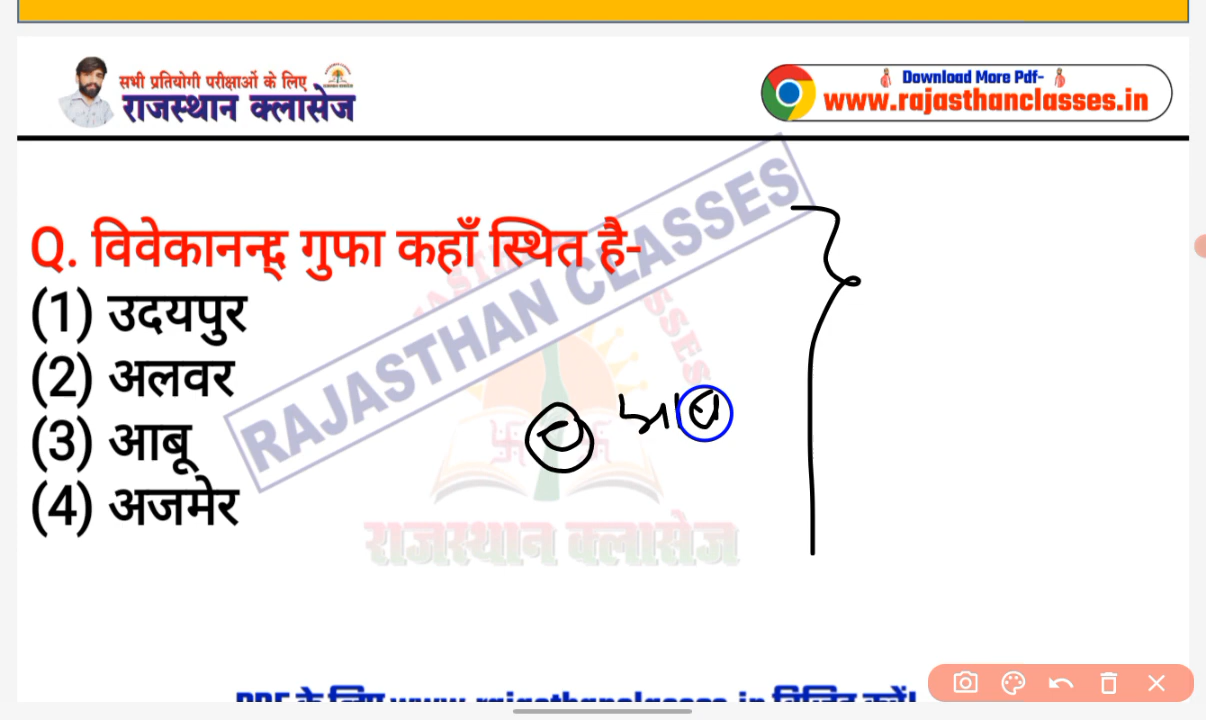 सभी प्रतियोगी परीक्षाओं के लिए
राजस्थान क्लासेज
Download More Pdf-
www.rajasthanclasses.in
Q. विवेकानन्द् गुफा कहाँ स्थित है-
(1) उदयपुर
(2) अलवर
(3) आबू
(4) अजमेर
RAJASTHAN CLASSES
राजस्थान क्लासेज